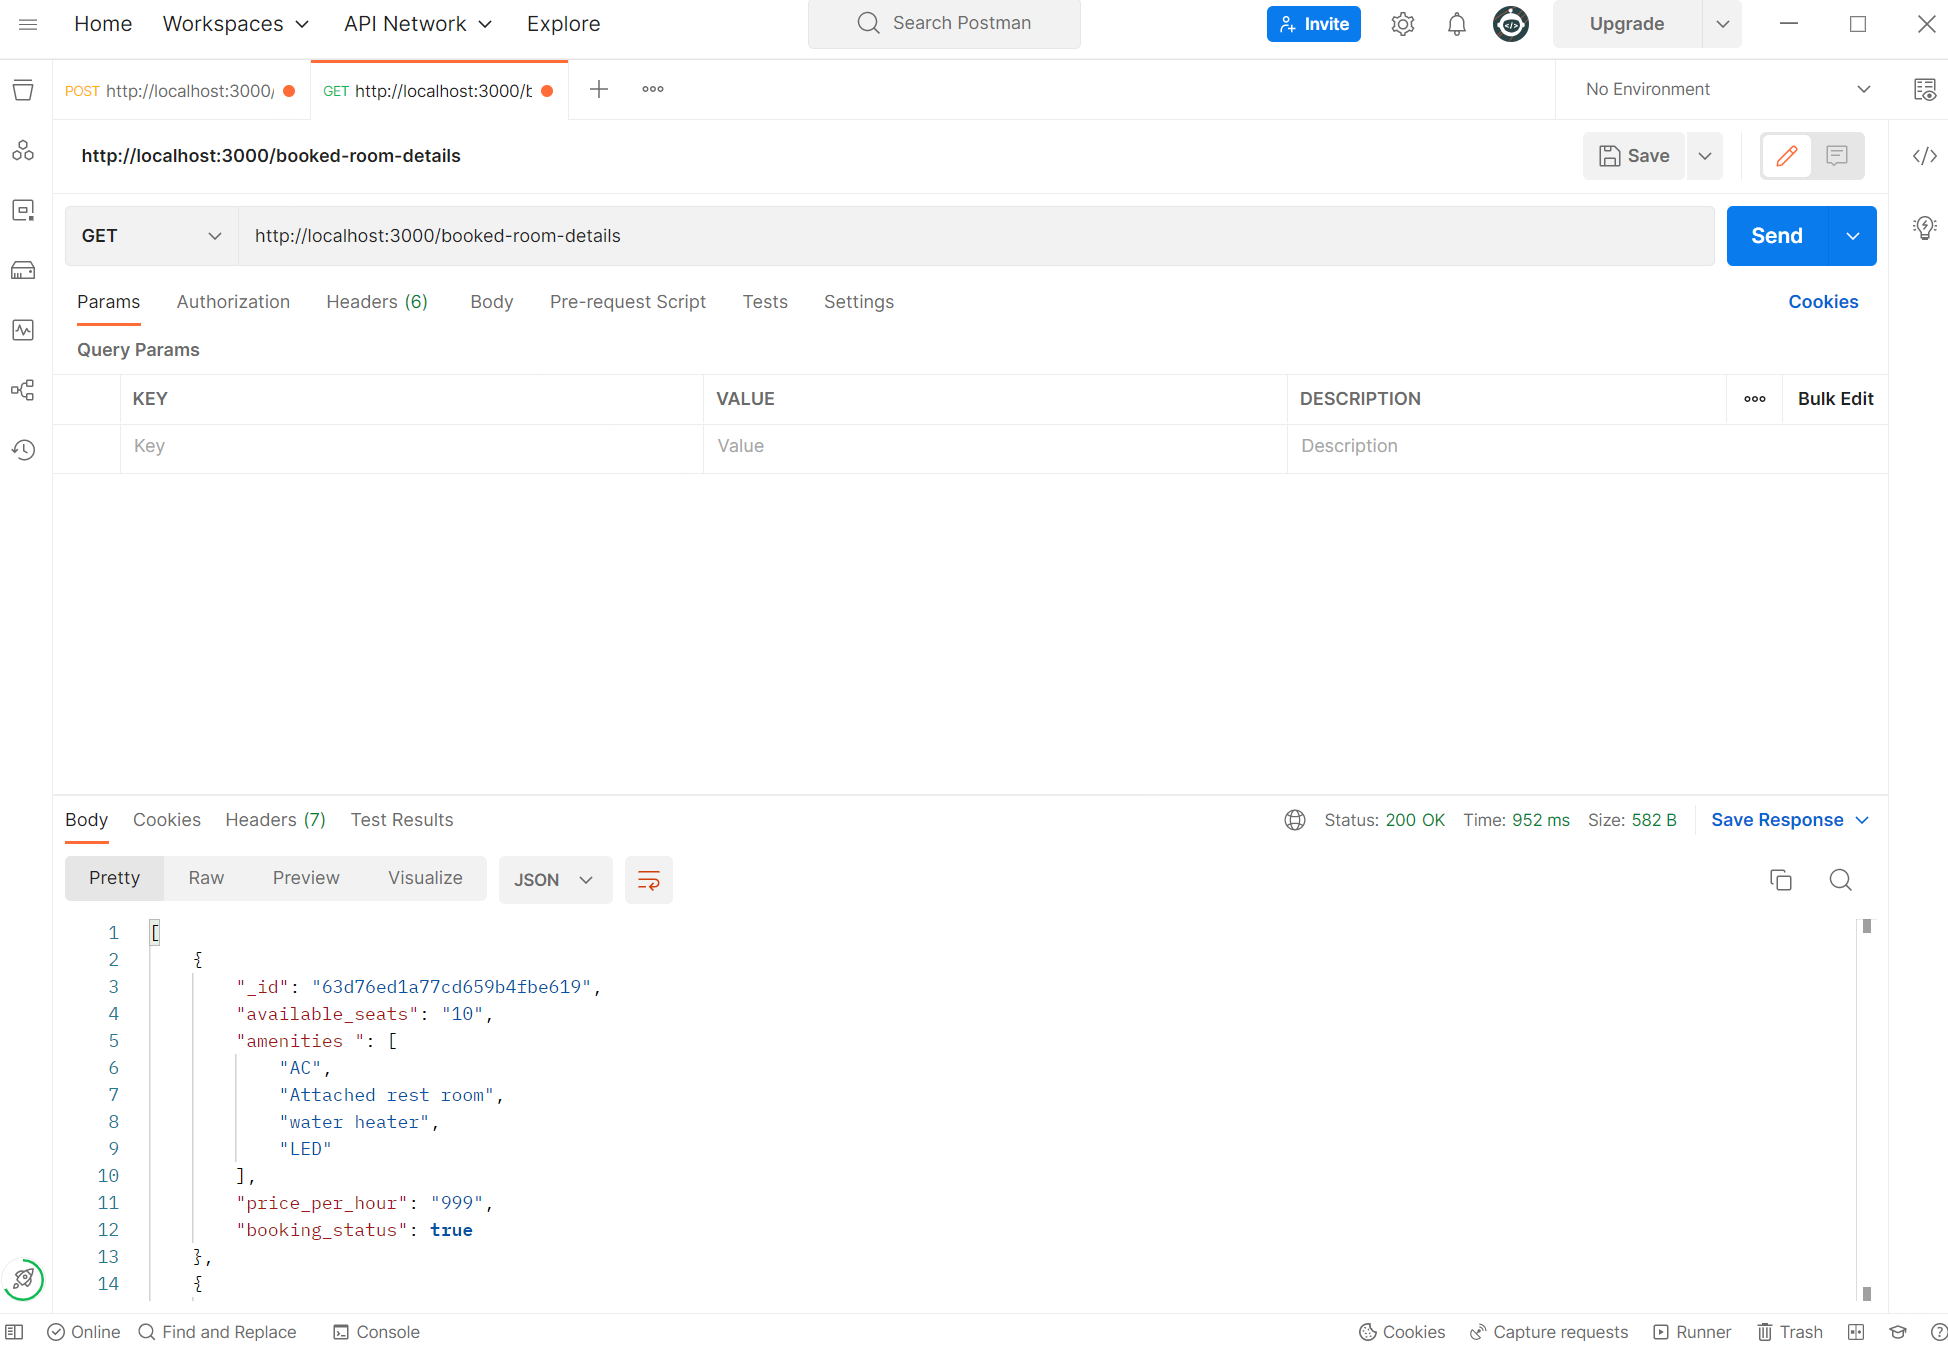 Home Workspaces API Network Explore Search Postman Invite Upgrade
POST http://localhost:3000/ GET http://localhost:3000/b No Environment
http://localhost:3000/booked-room-details Save
GET http://localhost:3000/booked-room-details Send
Params Authorization Headers (6) Body Pre-request Script Tests Settings Cookies
Query Params
KEY VALUE DESCRIPTION Bulk Edit
Key Value Description
Body Cookies Headers (7) Test Results Status: 200 OK Time: 952 ms Size: 582 B Save Response
Pretty Raw Preview Visualize JSON
1 [
2 {
3 "_id": "63d76ed1a77cd659b4fbe619",
4 "available_seats": "10",
5 "amenities ": [
6 "AC",
7 "Attached rest room",
8 "water heater",
9 "LED"
10 ],
11 "price_per_hour": "999",
12 "booking_status": true
13 },
14 {
Online Find and Replace Console Cookies Capture requests Runner Trash